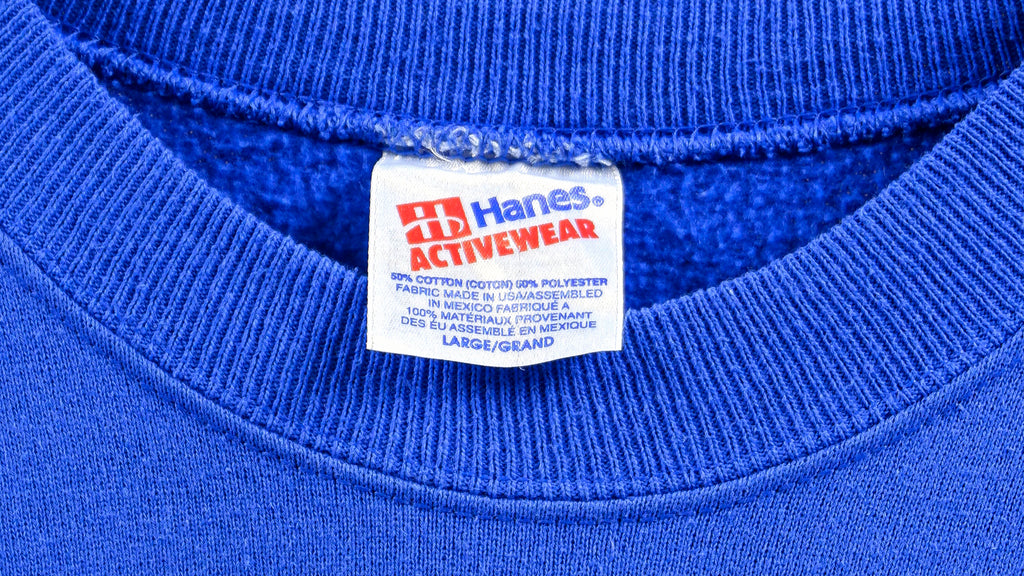 Hanes®
ACTIVEWEAR
50% COTTON (COTON) 50% POLYESTER
FABRIC MADE IN USA/ASSEMBLED
IN MEXICO FABRIQUÉ A
100% MATÉRIAUX PROVENANT
DES ÉU ASSEMBLÉ EN MEXIQUE
LARGE/GRAND